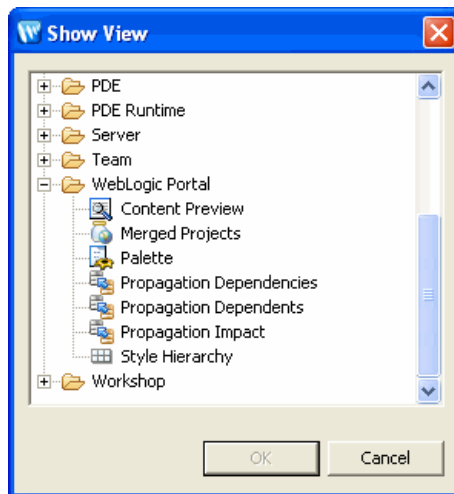 Show View
PDE
PDE Runtime
Server
Team
WebLogic Portal
Content Preview
Merged Projects
Palette
Propagation Dependencies
Propagation Dependents
Propagation Impact
Style Hierarchy
Workshop
OK Cancel